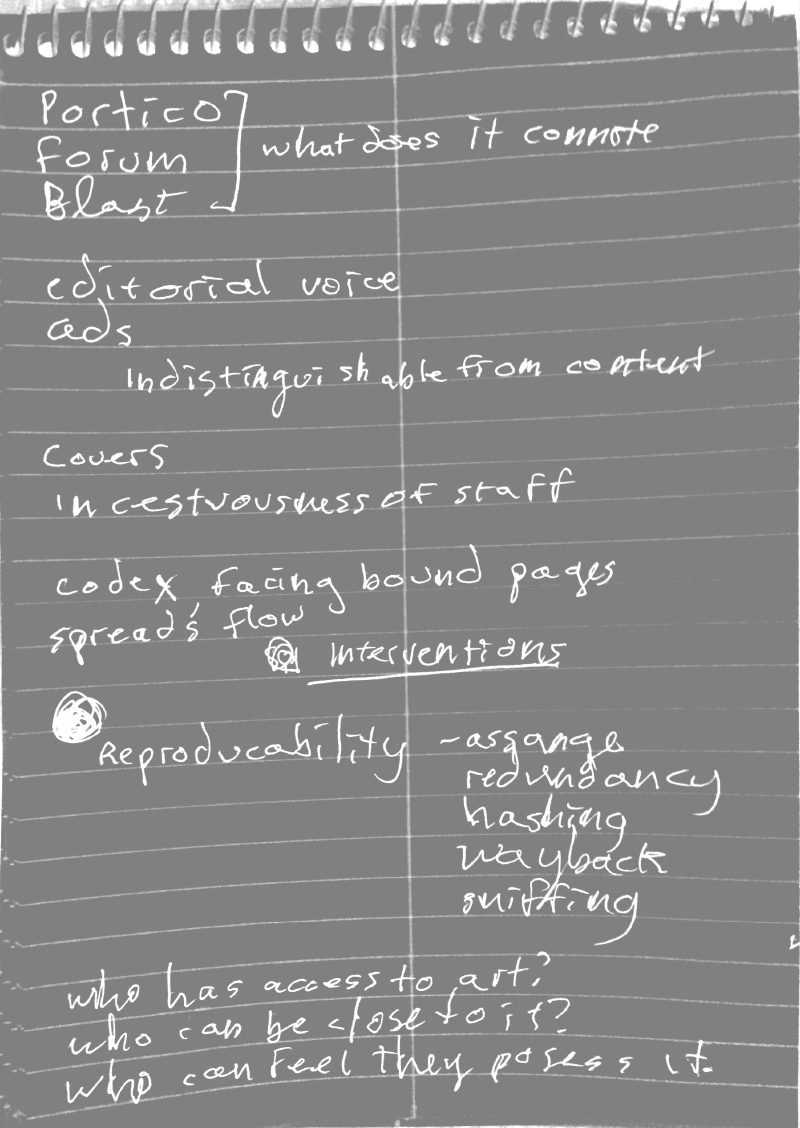 Portico
Forum
Blast
what does it connote
editorial voice
ads
Indistinguishable from content
Covers
Incestuousness of staff
codex, facing bound pages
spreads flow
Interventions
Reproducability - assange
redundancy
hashing
wayback
sniffing
who has access to art?
who can be close to it?
who can feel they posess it.